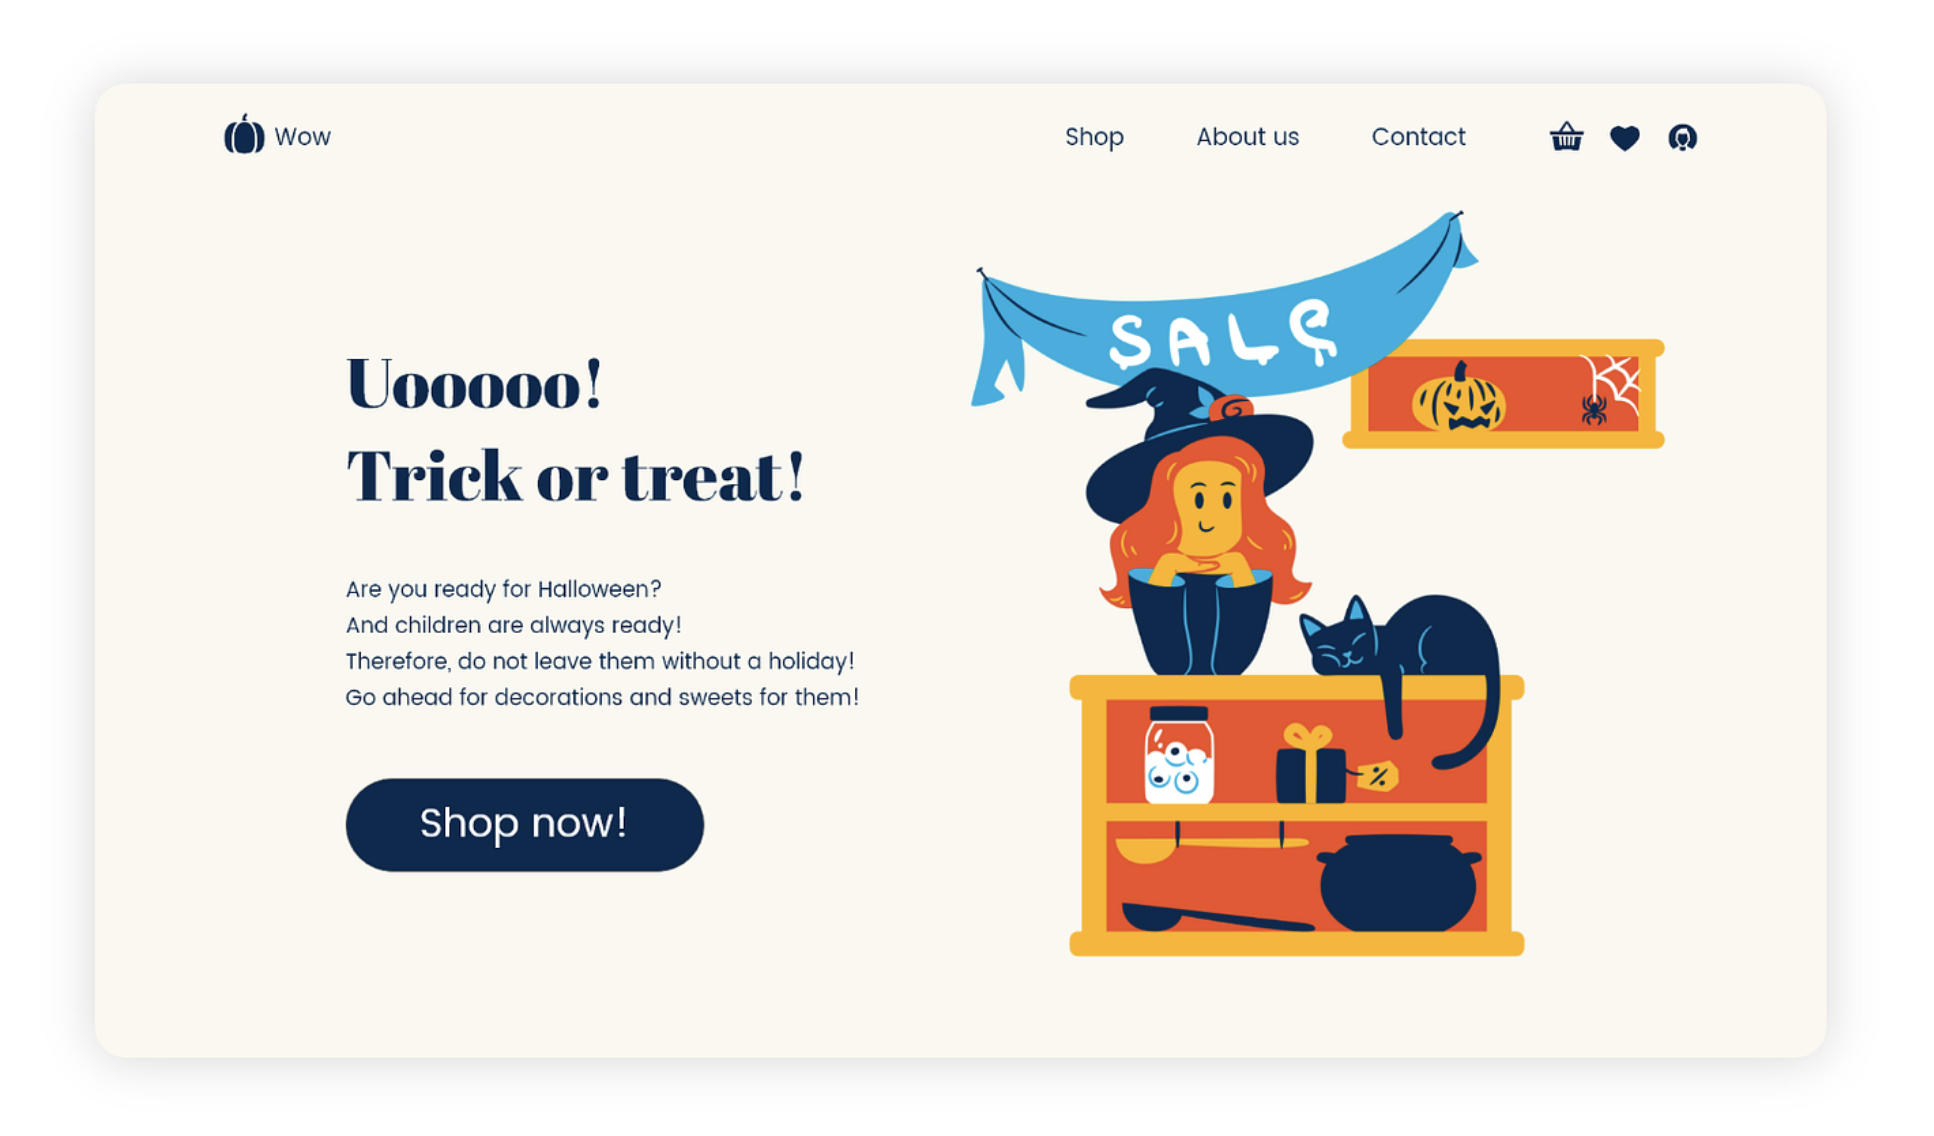 Wow
Shop About us Contact
SALE
Uooooo!
Trick or treat!
Are you ready for Halloween?
And children are always ready!
Therefore, do not leave them without a holiday!
Go ahead for decorations and sweets for them!
%
Shop now!